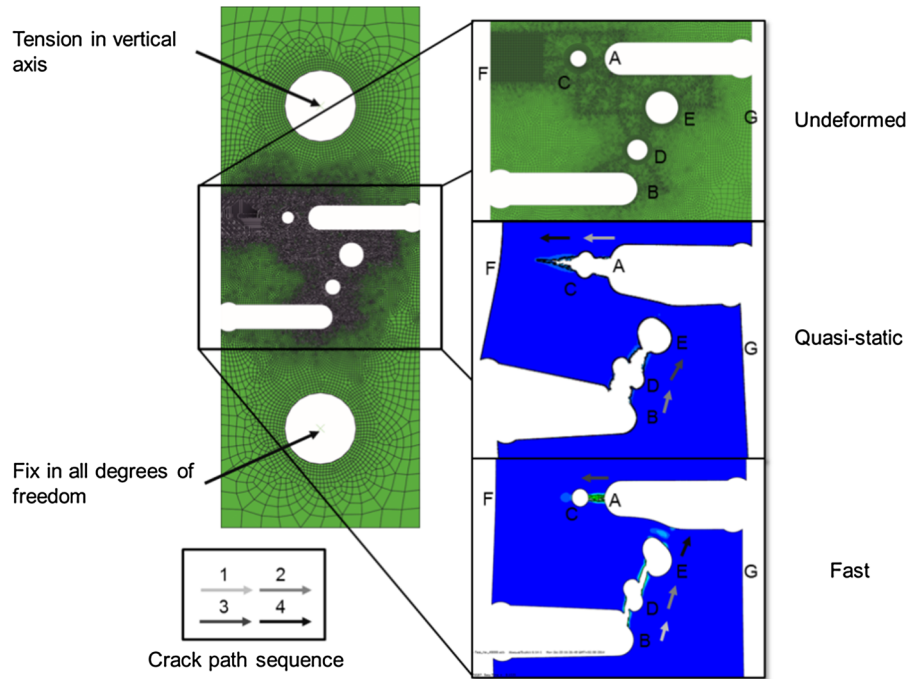 Tension in vertical
axis
F
C
A
E
D
G
B
Undeformed
F
A
C
E
G
D
B
Quasi-static
F
A
C
E
G
D
B
Fast
Fix in all degrees of
freedom
1 2
3 4
Crack path sequence